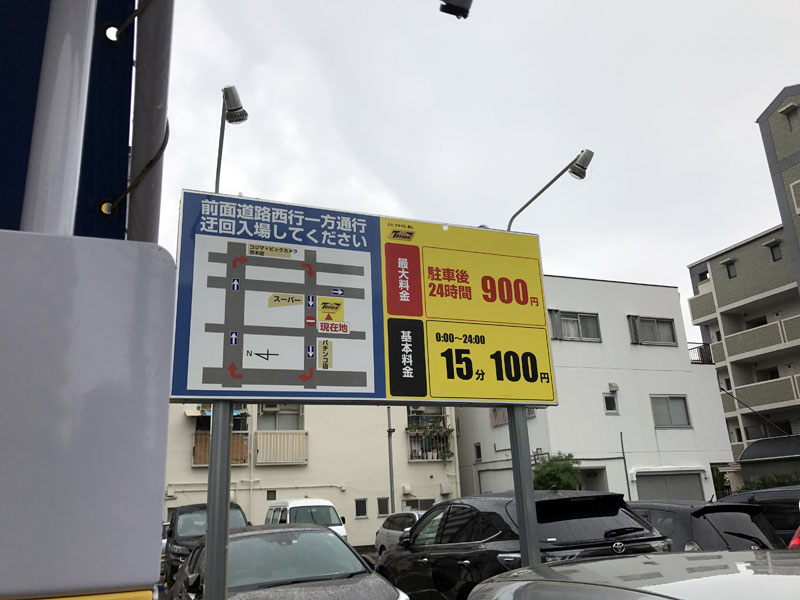 前面道路西行一方通行
迂回入場してください
コジマ×ビックカメラ
茨木店
スーパー
Times
現在地
パチンコ店
N
Times
最大料金
駐車後
24時間
900円
基本料金
0:00～24:00
15分 100円